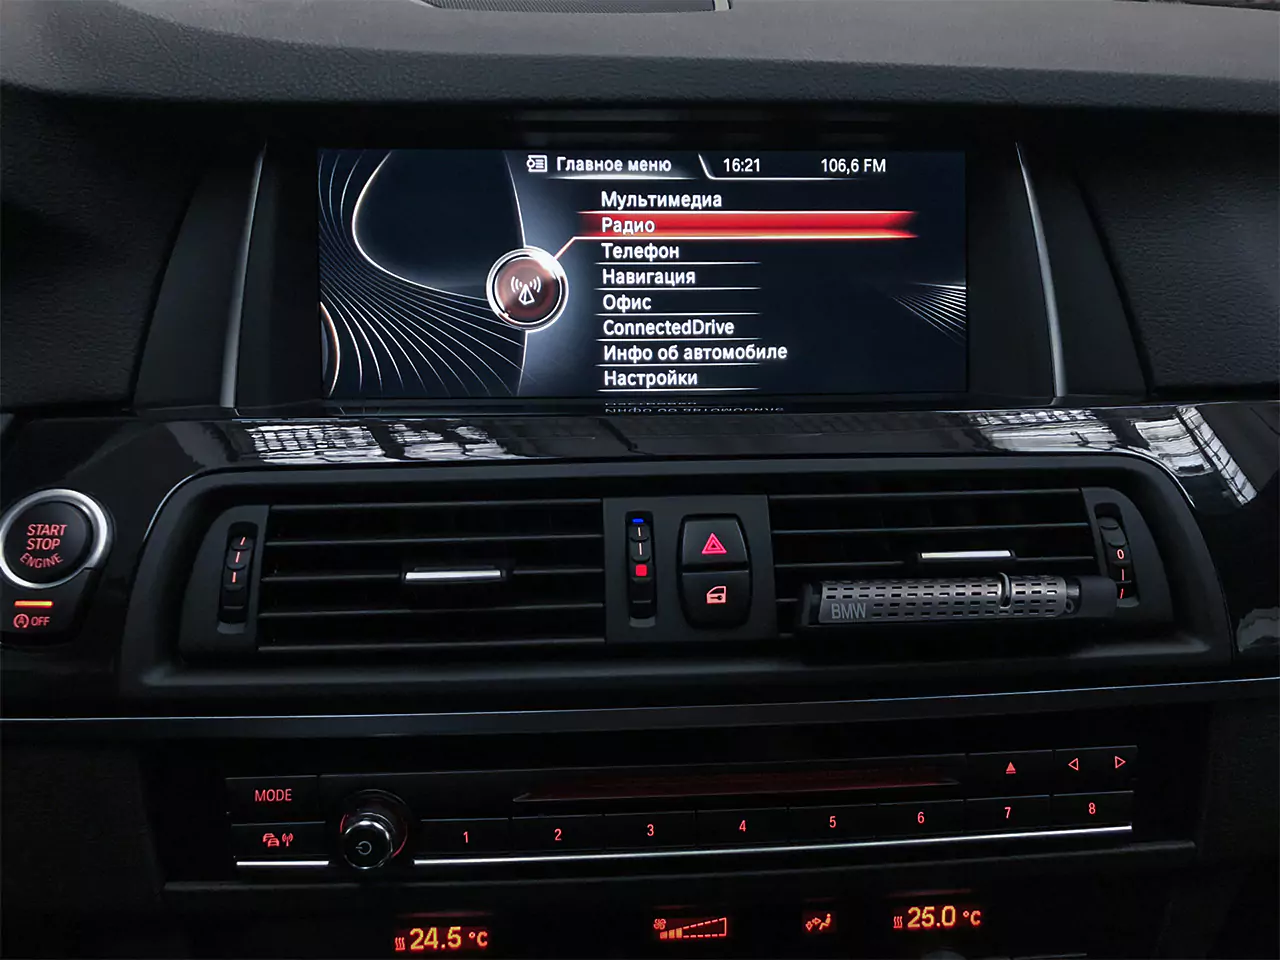 Главное меню 16:21 106,6 FM
Мультимедиа
Радио
Телефон
Навигация
Офис
ConnectedDrive
Инфо об автомобиле
Настройки
START
STOP
ENGINE
OFF
0
BMW
MODE
1 2 3 4 5 6 7 8
24.5 °C 25.0 °C